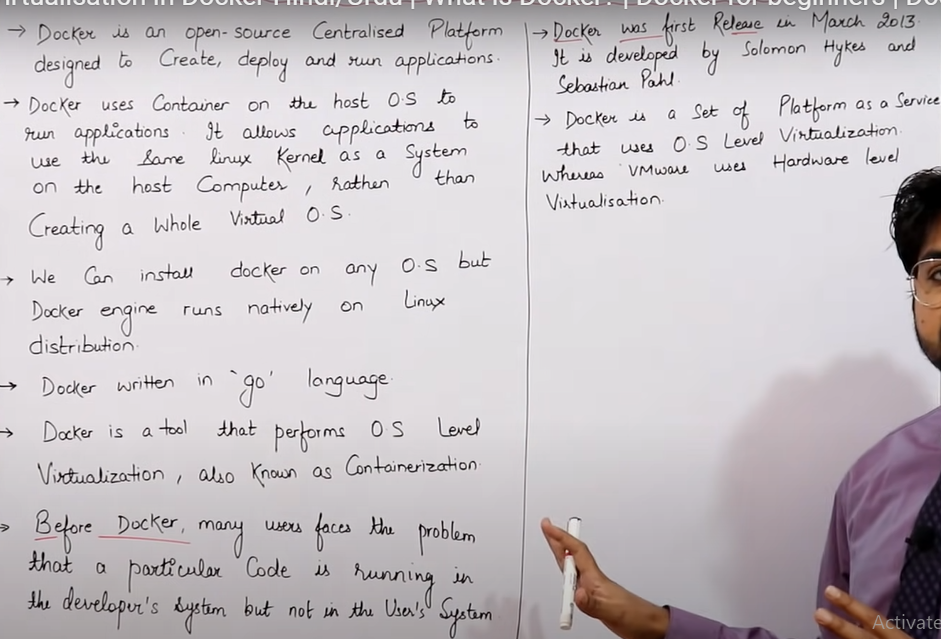 irtualisation in Docker Hindi/Urdu | What is Docker? | Docker for beginners | Do
→ Docker is an open-source Centralised Platform
designed to Create, deploy and run applications.
→ Docker uses Container on the host O.S to
run applications. It allows applications to
use the Same linux Kernel as a System
on the host Computer, rather than
Creating a whole Virtual O.S.
→ We Can install docker on any O.S but
Docker engine runs natively on Linux
distribution.
→ Docker written in 'go' language.
→ Docker is a tool that performs O.S Level
Virtualization, also Known as Containerization.
→ Before Docker, many users faces the problem
that a particular Code is running in
the developer's System but not in the User's System
→ Docker was first Release in March 2013.
It is developed by Solomon Hykes and
Sebastian Pahl.
→ Docker is a Set of Platform as a Service
that uses O.S Level Virtualization.
Whereas VMware uses Hardware level
Virtualisation.
Activate